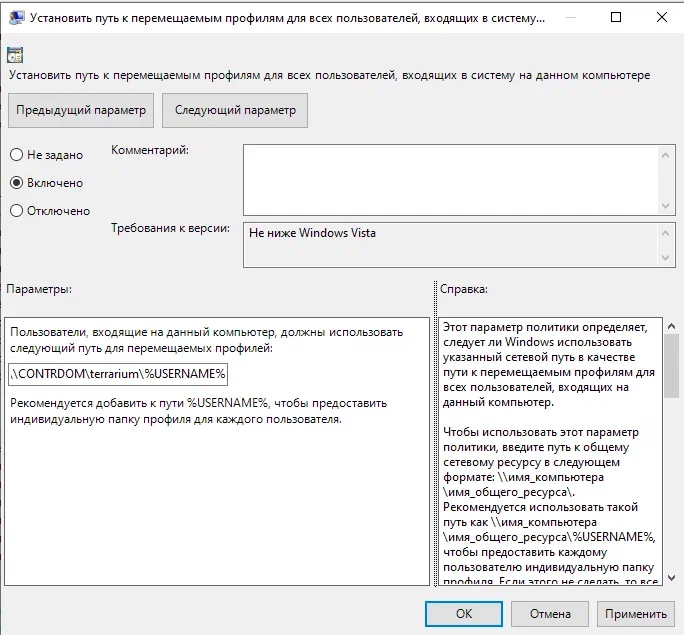 Установить путь к перемещаемым профилям для всех пользователей, входящих в систему...
Установить путь к перемещаемым профилям для всех пользователей, входящих в систему на данном компьютере
Предыдущий параметр
Следующий параметр
Не задано
Включено
Отключено
Комментарий:
Требования к версии:
Не ниже Windows Vista
Параметры:
Пользователи, входящие на данный компьютер, должны использовать
следующий путь для перемещаемых профилей:
\\CONTRDOM\terrarium\%USERNAME%
Рекомендуется добавить к пути %USERNAME%, чтобы предоставить
индивидуальную папку профиля для каждого пользователя.
Справка:
Этот параметр политики определяет,
следует ли Windows использовать
указанный сетевой путь в качестве
пути к перемещаемым профилям для
всех пользователей, входящих на
данный компьютер.
Чтобы использовать этот параметр
политики, введите путь к общему
сетевому ресурсу в следующем
формате: \\имя_компьютера
\имя_общего_ресурса\.
Рекомендуется использовать такой
путь как \\имя_компьютера
\имя_общего_ресурса\%USERNAME%,
чтобы предоставить каждому
пользователю индивидуальную папку
профиля. Если этого не сделать, то все
OK
Отмена
Применить